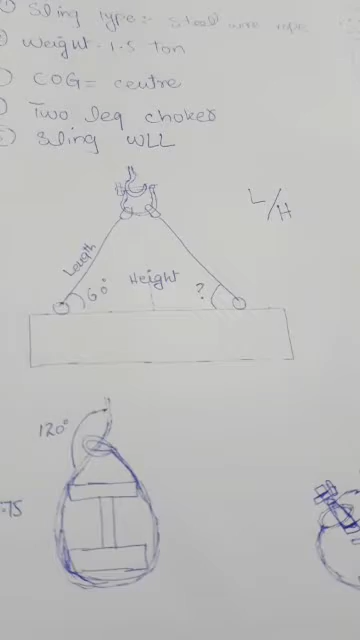 Sling type:- steel wire rope
Weight - 1.5 ton
COG = centre
Two leg choker
Sling WLL
L/H
Length
60°
Height
?
120°
.75